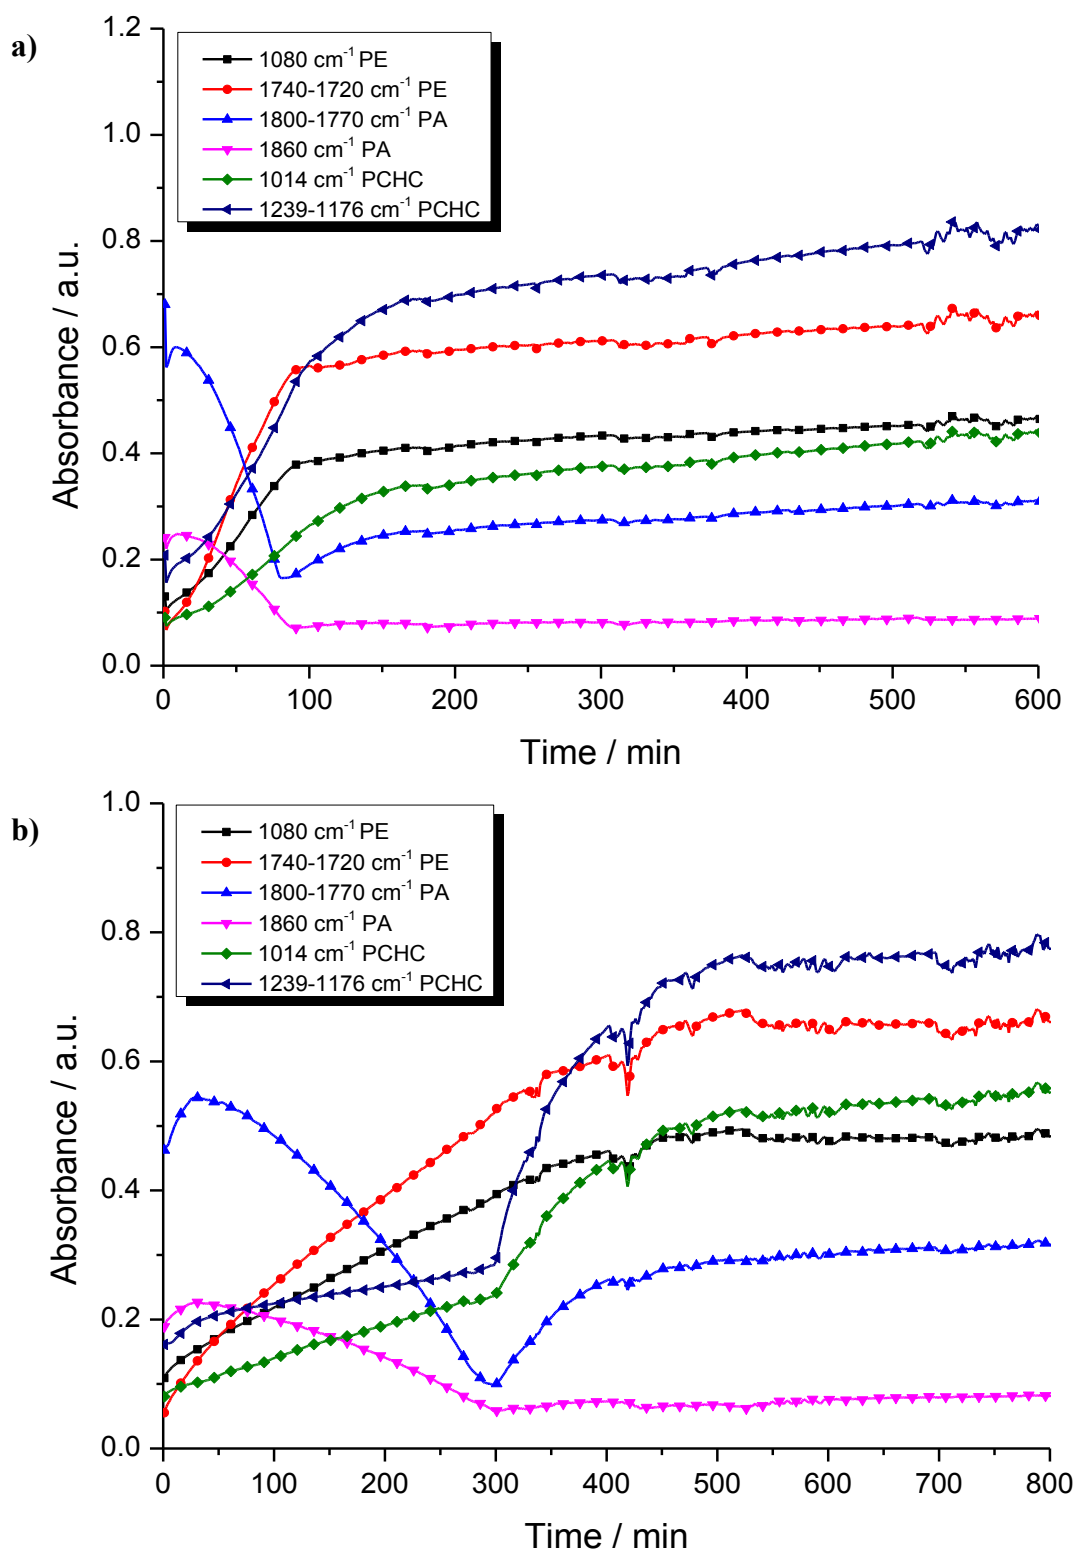 a)
1.2
1.0
0.8
0.6
0.4
0.2
0.0
Absorbance / a.u.
1080 cm⁻¹ PE
1740-1720 cm⁻¹ PE
1800-1770 cm⁻¹ PA
1860 cm⁻¹ PA
1014 cm⁻¹ PCHC
1239-1176 cm⁻¹ PCHC
0 100 200 300 400 500 600
Time / min
b)
1.0
0.8
0.6
0.4
0.2
0.0
Absorbance / a.u.
1080 cm⁻¹ PE
1740-1720 cm⁻¹ PE
1800-1770 cm⁻¹ PA
1860 cm⁻¹ PA
1014 cm⁻¹ PCHC
1239-1176 cm⁻¹ PCHC
0 100 200 300 400 500 600 700 800
Time / min